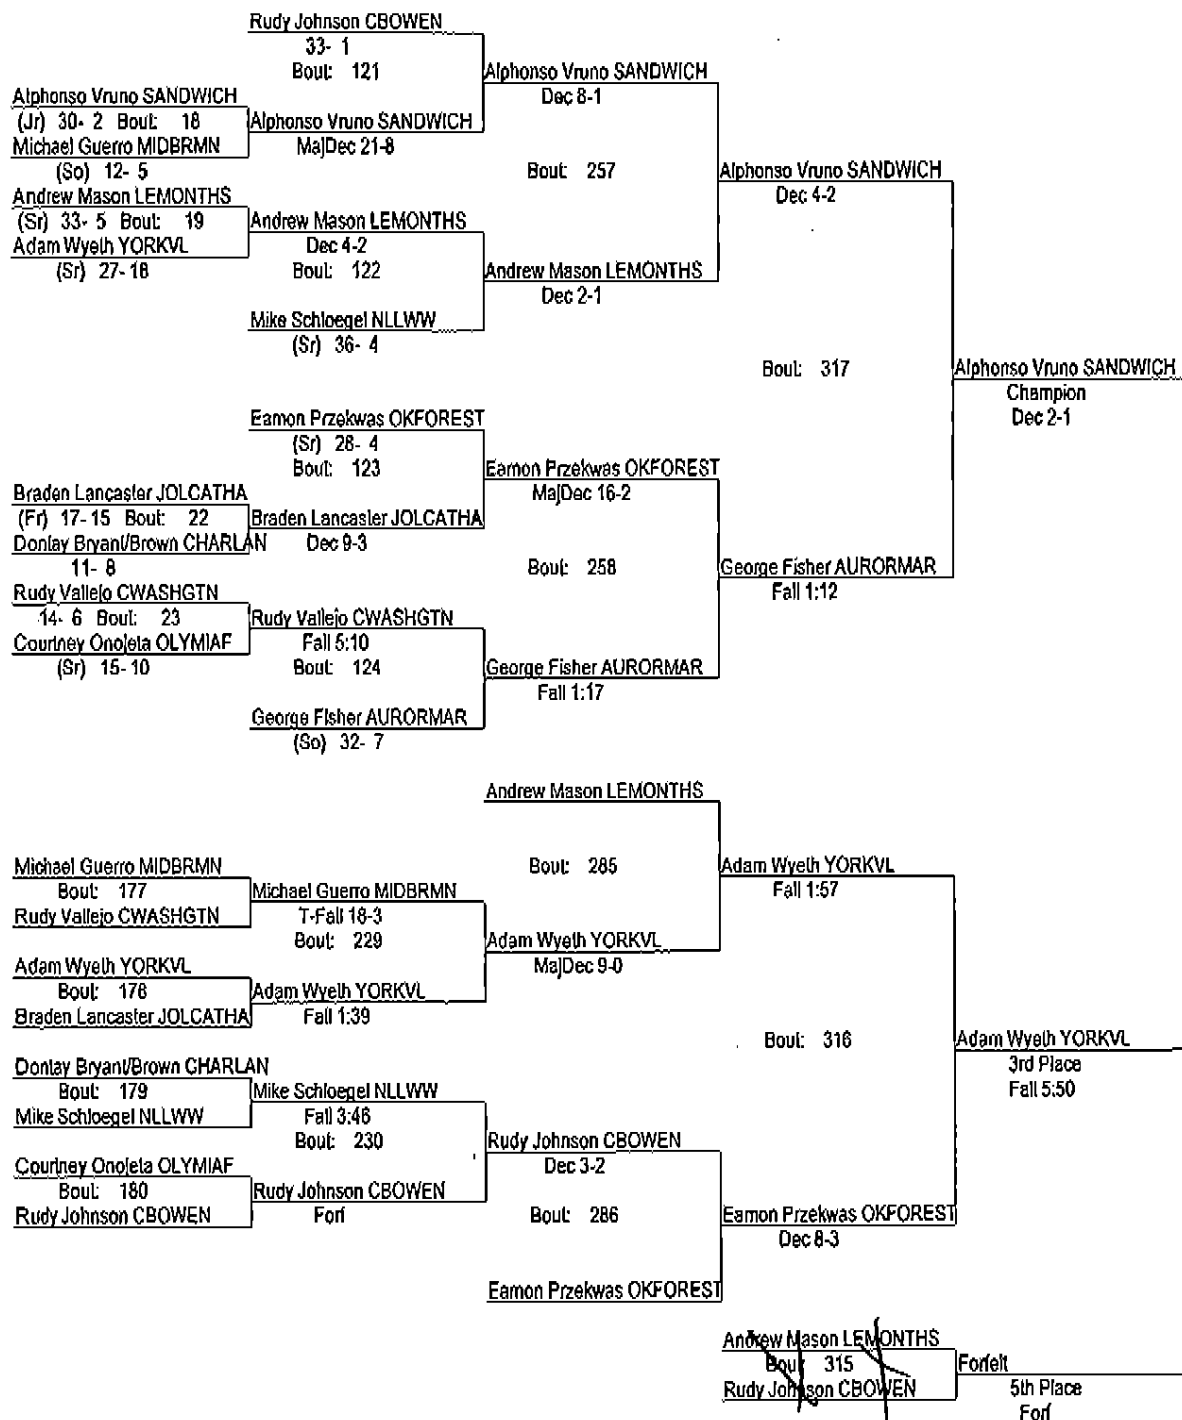 Rudy Johnson CBOWEN
33- 1
Bout: 121
Alphonso Vruno SANDWICH
Dec 8-1
Alphonso Vruno SANDWICH
(Jr) 30- 2 Bout: 18
Michael Guerro MIDBRMN
(So) 12- 5
Alphonso Vruno SANDWICH
MajDec 21-8
Bout: 257
Alphonso Vruno SANDWICH
Dec 4-2
Andrew Mason LEMONTHS
(Sr) 33- 5 Bout: 19
Adam Wyeth YORKVL
(Sr) 27- 18
Andrew Mason LEMONTHS
Dec 4-2
Bout: 122
Andrew Mason LEMONTHS
Dec 2-1
Mike Schloegel NLLWW
(Sr) 36- 4
Bout: 317
Alphonso Vruno SANDWICH
Champion
Dec 2-1
Eamon Przekwas OKFOREST
(Sr) 28- 4
Bout: 123
Eamon Przekwas OKFOREST
MajDec 16-2
Braden Lancaster JOLCATHA
(Fr) 17- 15 Bout: 22
Dontay Bryant/Brown CHARLAN
11- 8
Braden Lancaster JOLCATHA
Dec 9-3
Bout: 258
George Fisher AURORMAR
Fall 1:12
Rudy Vallejo CWASHGTN
14- 6 Bout: 23
Courtney Onojeta OLYMIAF
(Sr) 15- 10
Rudy Vallejo CWASHGTN
Fall 5:10
Bout: 124
George Fisher AURORMAR
Fall 1:17
George Fisher AURORMAR
(So) 32- 7
Andrew Mason LEMONTHS
Bout: 285
Adam Wyeth YORKVL
Fall 1:57
Michael Guerro MIDBRMN
Bout: 177
Rudy Vallejo CWASHGTN
Michael Guerro MIDBRMN
T-Fall 18-3
Bout: 229
Adam Wyeth YORKVL
MajDec 9-0
Adam Wyeth YORKVL
Bout: 178
Braden Lancaster JOLCATHA
Adam Wyeth YORKVL
Fall 1:39
Bout: 316
Adam Wyeth YORKVL
3rd Place
Fall 5:50
Dontay Bryant/Brown CHARLAN
Bout: 179
Mike Schloegel NLLWW
Mike Schloegel NLLWW
Fall 3:46
Bout: 230
Rudy Johnson CBOWEN
Dec 3-2
Courtney Onojeta OLYMIAF
Bout: 180
Rudy Johnson CBOWEN
Rudy Johnson CBOWEN
Forf
Bout: 286
Eamon Przekwas OKFOREST
Dec 8-3
Eamon Przekwas OKFOREST
Andrew Mason LEMONTHS
Bout: 315
Rudy Johnson CBOWEN
Forfeit
5th Place
Forf